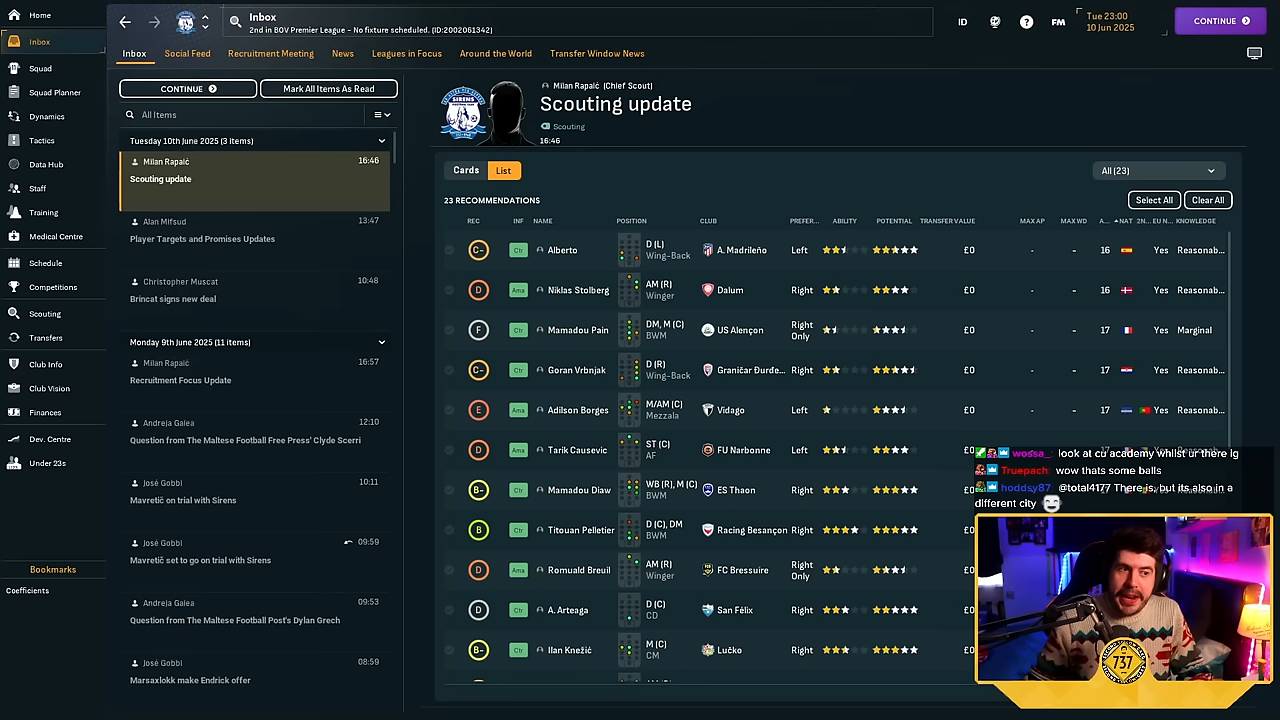 Home
Inbox
2nd in BOV Premier League - No fixture scheduled. (ID:2002061342)
ID
FM
Tue 23:00
10 Jun 2025
CONTINUE
Inbox
Squad
Squad Planner
Dynamics
Tactics
Data Hub
Staff
Training
Medical Centre
Schedule
Competitions
Scouting
Transfers
Club Info
Club Vision
Finances
Dev. Centre
Under 23s
Bookmarks
Coefficients
Inbox Social Feed Recruitment Meeting News Leagues in Focus Around the World Transfer Window News
CONTINUE Mark All Items As Read
All Items
Tuesday 10th June 2025 (3 Items)
Milan Rapaić 16:46
Scouting update
Alan Mifsud 13:47
Player Targets and Promises Updates
Christopher Muscat 10:48
Brincat signs new deal
Monday 9th June 2025 (11 items)
Milan Rapaić 16:57
Recruitment Focus Update
Andreja Galea 12:10
Question from The Maltese Football Free Press' Clyde Scerri
José Gobbi 10:11
Mavretič on trial with Sirens
José Gobbi 09:59
Mavretič set to go on trial with Sirens
Andreja Galea 09:53
Question from The Maltese Football Post's Dylan Grech
José Gobbi 08:59
Marsaxlokk make Endrick offer
SIRENS
Milan Rapaić (Chief Scout)
Scouting update
Scouting
16:46
Cards List
All (23)
23 RECOMMENDATIONS
Select All Clear All
REC INF NAME POSITION CLUB PREFER... ABILITY POTENTIAL TRANSFER VALUE MAX AP MAX WD A... NAT 2N... EU N... KNOWLEDGE
C- Ctr Alberto D (L) Wing-Back A. Madrileño Left £0 - - 16 Yes Reasonab...
D Ama Niklas Stolberg AM (R) Winger Dalum Right £0 - - 16 Yes Reasonab...
F Ctr Mamadou Pain DM, M (C) BWM US Alençon Right Only £0 - - 17 Yes Marginal
C- Ctr Goran Vrbnjak D (R) Wing-Back Graničar Đurde... Right £0 - - 17 Yes Reasonab...
E Ama Adilson Borges M/AM (C) Mezzala Vidago Left £0 - - 17 Yes Reasonab...
D Ama Tarik Causevic ST (C) AF FU Narbonne Left £0
B- Ctr Mamadou Diaw WB (R), M (C) BWM ES Thaon Right £0
B Ctr Titouan Pelletier D (C), DM BWM Racing Besançon Right £0
D Ama Romuald Breuil AM (R) Winger FC Bressuire Right Only £0
D Ctr A. Arteaga D (C) CD San Félix Right £0
B- Ctr Ilan Knežić M (C) CM Lučko Right £0
wossa_: look at cu academy whilst ur there lg
Truepach: wow thats some balls
hoddsy87: @total4177 There is, but its also in a
different city
737